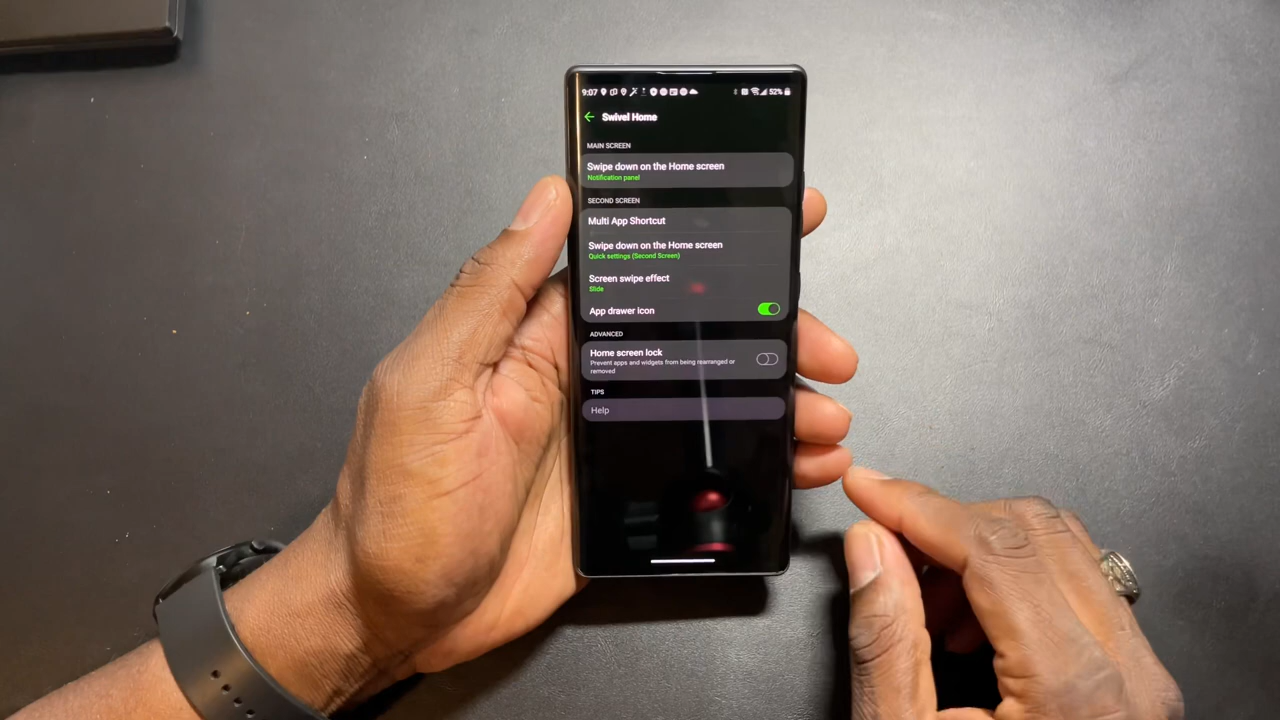 9:07 52%
Swivel Home
MAIN SCREEN
Swipe down on the Home screen
Notification panel
SECOND SCREEN
Multi App Shortcut
Swipe down on the Home screen
Quick settings (Second Screen)
Screen swipe effect
Slide
App drawer icon
ADVANCED
Home screen lock
Prevent apps and widgets from being rearranged or
removed
TIPS
Help